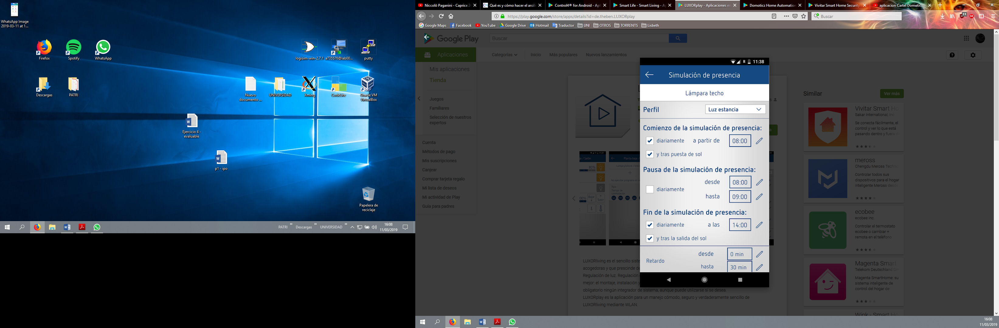 WhatsApp Image
2019-03-11 at 1...
Firefox
Spotify
WhatsApp
logisim-win-2.7.1
a735576@lab00...
putty
Descargas
PATRI
Nuevo
documento ...
UNIVERSIDAD
Xming
CodeLite
Oracle VM
VirtualBox
Ejercicio 4 -
evaluable
p1 - ipo
Papelera de
reciclaje
PATRI
Descargas
UNIVERSIDAD
16:08
11/03/2019
Niccolò Paganini - Caprice 2
Qué es y cómo hacer el anál
Control4® for Android - Apl
Smart Life - Smart Living - A
LUXORplay - Aplicaciones en
Domoticz Home Automation
Vivitar Smart Home Security
aplicacion Cartel Domotic
https://play.google.com/store/apps/details?id=de.theben.LUXORplay
Buscar
11
Google Maps
Facebook
YouTube
Google Drive
Hotmail
Traductor
UNI
OTROS
TORRENTS
Lisbeth
Google Play
Buscar
Aplicaciones
Categorías
Inicio
Más populares
Nuevos lanzamientos
Mis aplicaciones
Tienda
Juegos
Familiares
Selección de nuestros
expertos
Cuenta
Métodos de pago
Mis suscripciones
Canjear
Comprar tarjeta regalo
Mi lista de deseos
Mi actividad de Play
Guía para padres
R 11:38
Simulación de presencia
Lámpara techo
Perfil
Luz estancia
Comienzo de la simulación de presencia:
diariamente a partir de 08:00
y tras puesta de sol
Pausa de la simulación de presencia:
desde 08:00
diariamente
hasta 09:00
Fin de la simulación de presencia:
diariamente a las 14:00
y tras la salida del sol
desde 0 min
Retardo
hasta 30 min
80%
Planta baja /
LUXORliving es el sencillo
acogedoras y que prescinde
Regulación de luz. Regulación
mejor: el montaje, instalación y
obligatorio ningún integrador de sistema, aunque puede utilizarse si se desea.
LUXORplay es la aplicación para un manejo cómodo, seguro y verdaderamente sencillo de
LUXORliving mediante WLAN.
Similar
Ver más
Vivitar Smart Ho
Sakar International, Inc.
Se conecta fácilmente, el
control y ver lo que está
pasando dentro y fuera
meross
Chengdu Meross Techno
Controlar todos sus
dispositivos para el hogar
inteligente Meross desde
ecobee
ecobee inc.
Controlar el termostato
ecobee o cambiar +
remota en el teléfono
Magenta Smart
Telekom Deutschland
Magenta SmartHome: su
sistema inteligente de
control del hogar de
Wink - Smart
16:08
11/03/2019